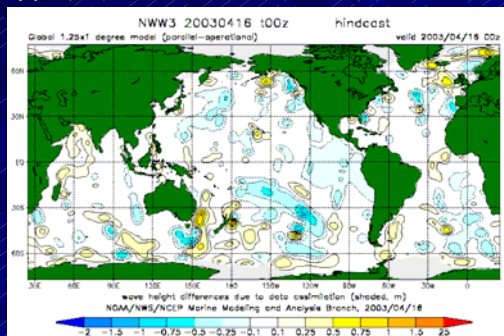 NWW3 20030416 t00z hindcast
Global 1.25x1 degree model (parallel-operational) valid 2003/04/16 00z
60N
30N
EQ
30S
60S
30E 60E 90E 120E 150E 180 150W 120W 90W 60W 30W 0
wave height differences due to data assimilation (shaded, m)
NOAA/NWS/NCEP Marine Modeling and Analysis Branch, 2003/04/16
-2 -1.5 -1 -0.75 -0.5 -0.25 -0.1 0.1 0.25 0.5 0.75 1 1.5 25